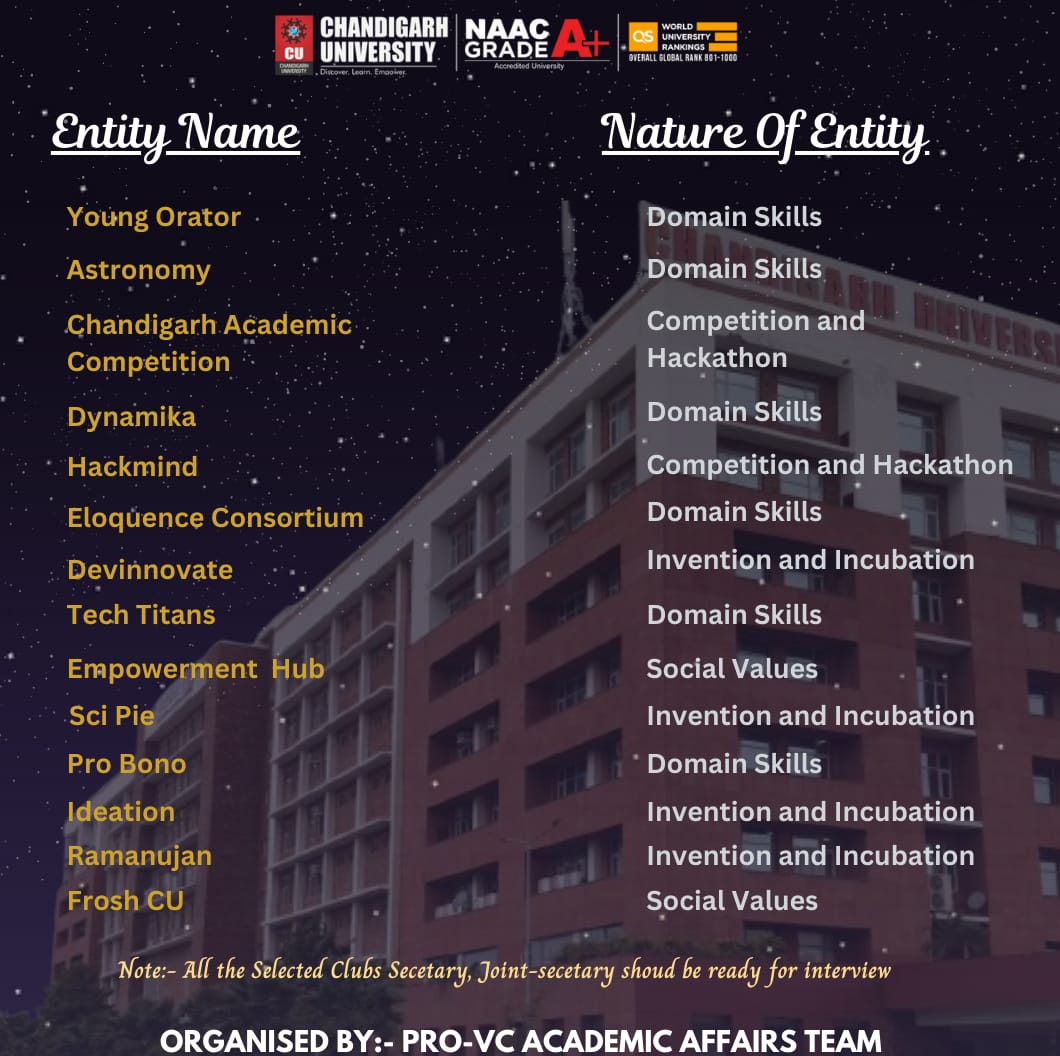 CHANDIGARH
UNIVERSITY
Discover. Learn. Empower.
CU
CHANDIGARH
UNIVERSITY
NAAC
GRADE A+
Accredited University
QS
WORLD
UNIVERSITY
RANKINGS
OVERALL GLOBAL RANK 801-1000
Entity Name
Nature Of Entity
Young Orator
Domain Skills
Astronomy
Domain Skills
Chandigarh Academic
Competition
Competition and
Hackathon
Dynamika
Domain Skills
Hackmind
Competition and Hackathon
Eloquence Consortium
Domain Skills
Devinnovate
Invention and Incubation
Tech Titans
Domain Skills
Empowerment Hub
Social Values
Sci Pie
Invention and Incubation
Pro Bono
Domain Skills
Ideation
Invention and Incubation
Ramanujan
Invention and Incubation
Frosh CU
Social Values
CHANDIGARH UNIVERSI
Note:- All the Selected Clubs Secetary, Joint-secetary shoud be ready for interview
ORGANISED BY:- PRO-VC ACADEMIC AFFAIRS TEAM